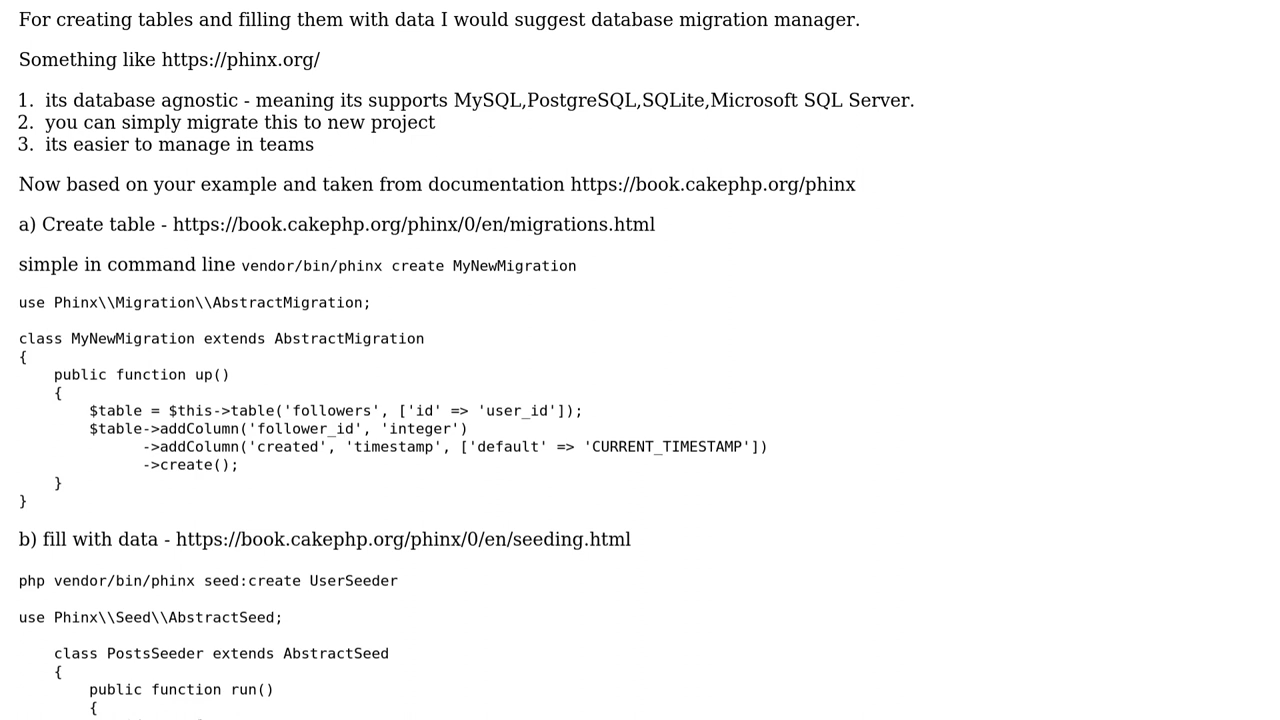 For creating tables and filling them with data I would suggest database migration manager.
Something like https://phinx.org/
1. its database agnostic - meaning its supports MySQL,PostgreSQL,SQLite,Microsoft SQL Server.
2. you can simply migrate this to new project
3. its easier to manage in teams
Now based on your example and taken from documentation https://book.cakephp.org/phinx
a) Create table - https://book.cakephp.org/phinx/0/en/migrations.html
simple in command line vendor/bin/phinx create MyNewMigration
use Phinx\\Migration\\AbstractMigration;
class MyNewMigration extends AbstractMigration
{
    public function up()
    {
        $table = $this->table('followers', ['id' => 'user_id']);
        $table->addColumn('follower_id', 'integer')
              ->addColumn('created', 'timestamp', ['default' => 'CURRENT_TIMESTAMP'])
              ->create();
    }
}
b) fill with data - https://book.cakephp.org/phinx/0/en/seeding.html
php vendor/bin/phinx seed:create UserSeeder
use Phinx\\Seed\\AbstractSeed;
    class PostsSeeder extends AbstractSeed
    {
        public function run()
        {